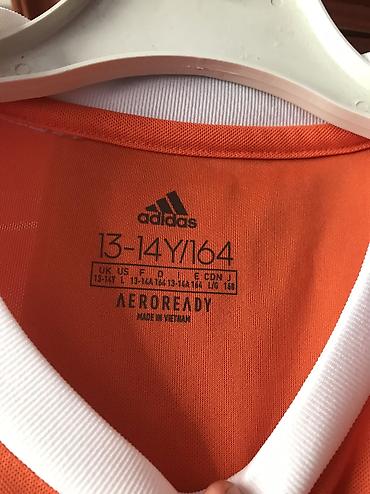 adidas
13-14Y/164
UK US F D I E CDN J
13-14Y L 13-14A 164 13-14A 164 L/G 160
AEROREADY
MADE IN VIETNAM